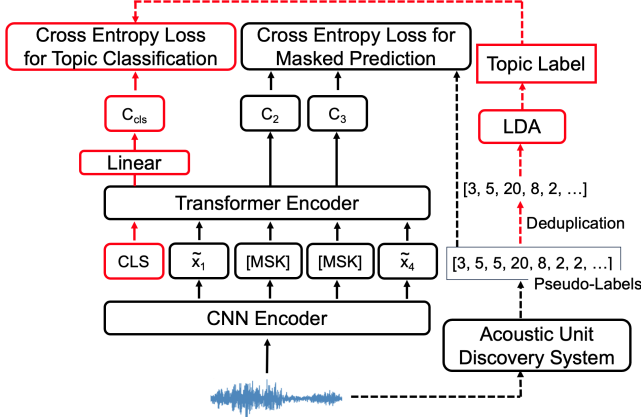 Cross Entropy Loss
for Topic Classification
Cross Entropy Loss for
Masked Prediction
Topic Label
C_cls
C_2
C_3
LDA
Linear
[3, 5, 20, 8, 2, ...]
Transformer Encoder
Deduplication
CLS
x̃_1
[MSK]
[MSK]
x̃_4
[3, 5, 5, 20, 8, 2, 2, ...]
Pseudo-Labels
CNN Encoder
Acoustic Unit
Discovery System